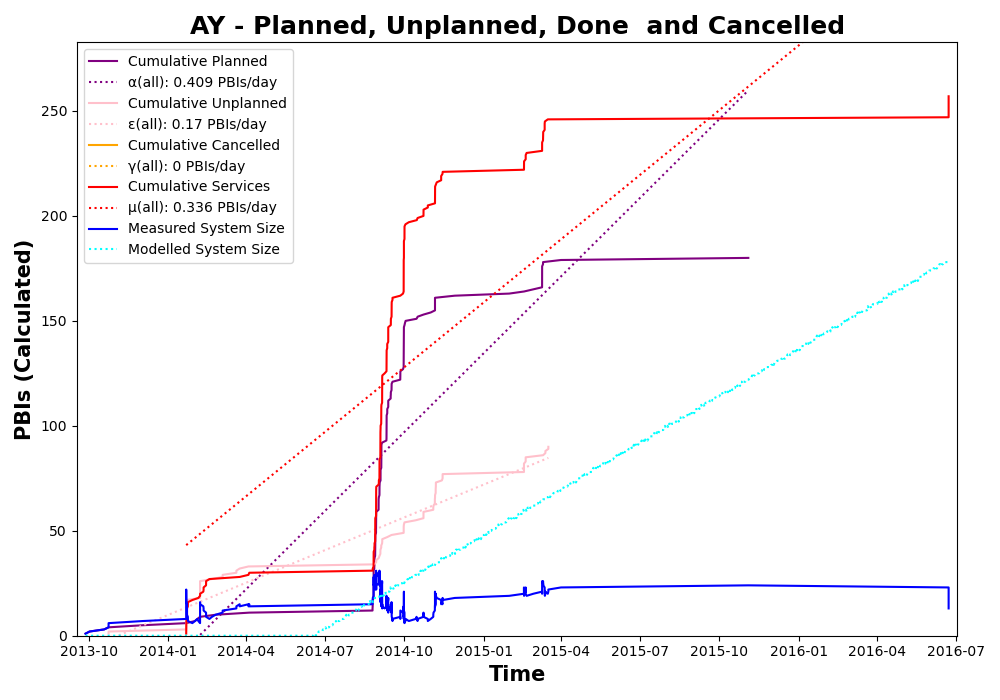 AY - Planned, Unplanned, Done  and Cancelled
Cumulative Planned
α(all): 0.409 PBIs/day
Cumulative Unplanned
ε(all): 0.17 PBIs/day
Cumulative Cancelled
γ(all): 0 PBIs/day
Cumulative Services
μ(all): 0.336 PBIs/day
Measured System Size
Modelled System Size
PBIs (Calculated)
250
200
150
100
50
0
2013-10 2014-01 2014-04 2014-07 2014-10 2015-01 2015-04 2015-07 2015-10 2016-01 2016-04 2016-07
Time